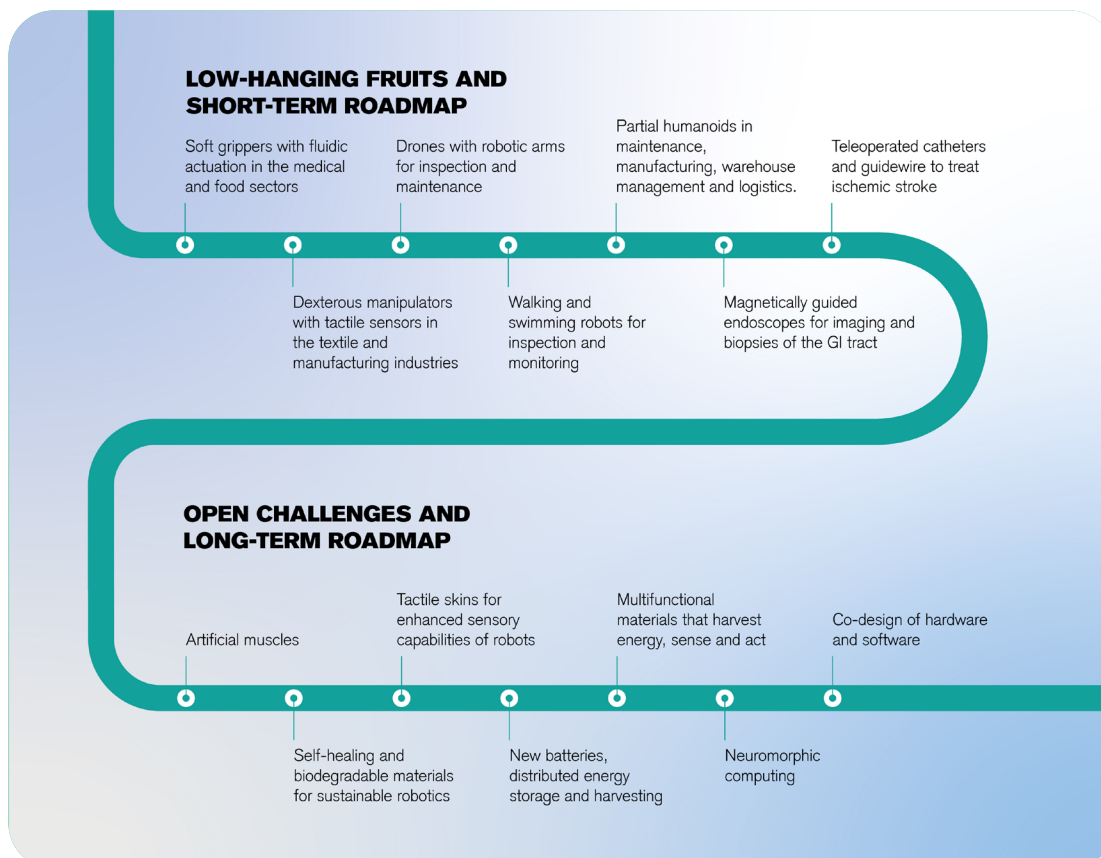 LOW-HANGING FRUITS AND
SHORT-TERM ROADMAP
Soft grippers with fluidic
actuation in the medical
and food sectors
Dexterous manipulators
with tactile sensors in
the textile and
manufacturing industries
Drones with robotic arms
for inspection and
maintenance
Walking and
swimming robots for
inspection and
monitoring
Partial humanoids in
maintenance,
manufacturing, warehouse
management and logistics.
Magnetically guided
endoscopes for imaging and
biopsies of the GI tract
Teleoperated catheters
and guidewire to treat
ischemic stroke
OPEN CHALLENGES AND
LONG-TERM ROADMAP
Artificial muscles
Self-healing and
biodegradable materials
for sustainable robotics
Tactile skins for
enhanced sensory
capabilities of robots
New batteries,
distributed energy
storage and harvesting
Multifunctional
materials that harvest
energy, sense and act
Neuromorphic
computing
Co-design of hardware
and software